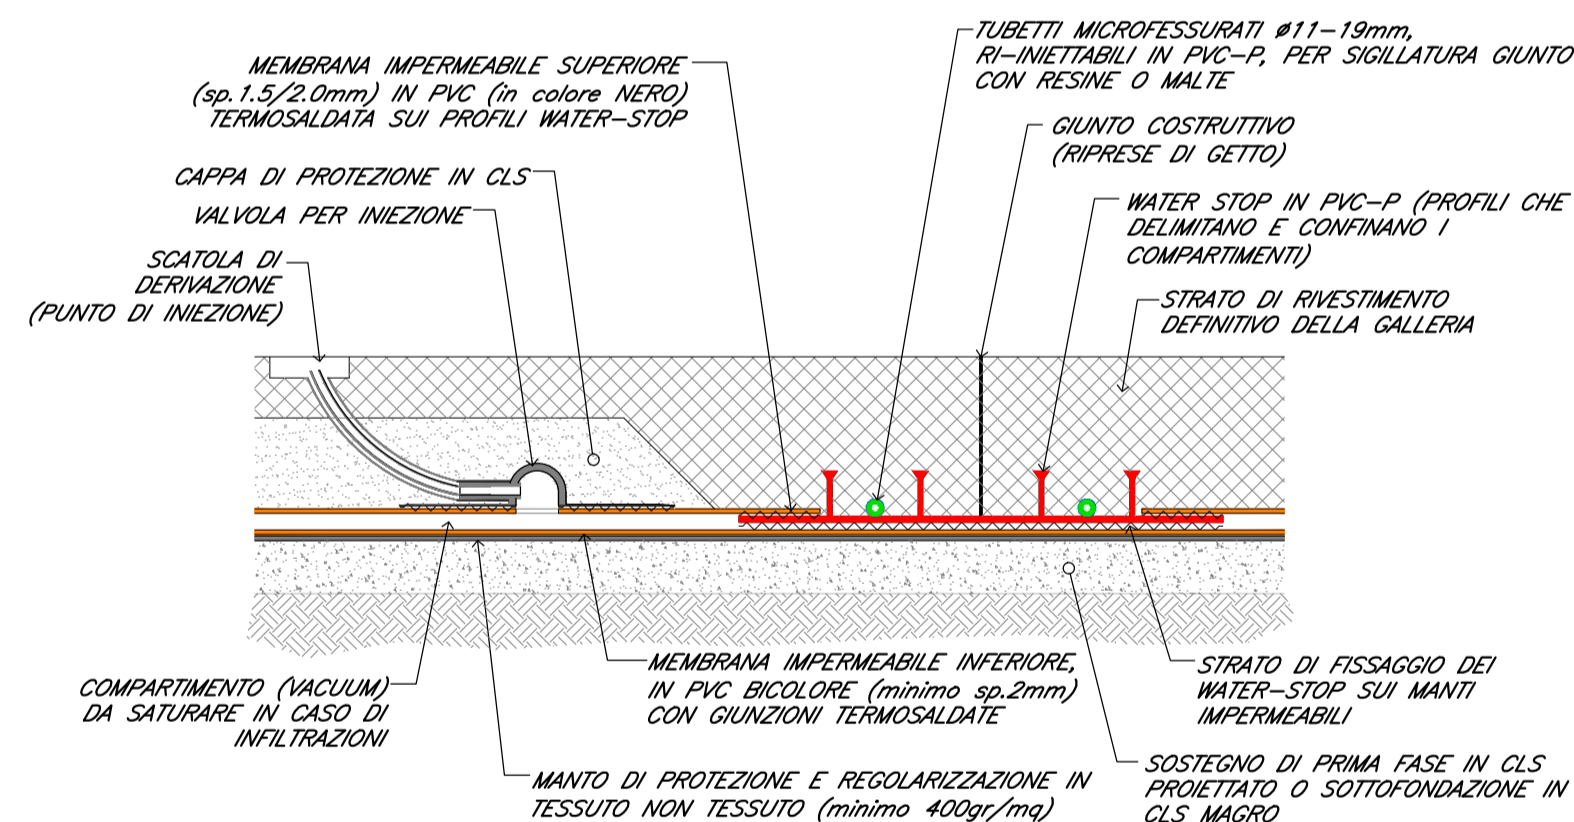 TUBETTI MICROFESSURATI ø11-19mm,
RI-INIETTABILI IN PVC-P, PER SIGILLATURA GIUNTO
CON RESINE O MALTE
MEMBRANA IMPERMEABILE SUPERIORE
(sp.1.5/2.0mm) IN PVC (in colore NERO)
TERMOSALDATA SUI PROFILI WATER-STOP
GIUNTO COSTRUTTIVO
(RIPRESE DI GETTO)
CAPPA DI PROTEZIONE IN CLS
VALVOLA PER INIEZIONE
WATER STOP IN PVC-P (PROFILI CHE
DELIMITANO E CONFINANO I
COMPARTIMENTI)
SCATOLA DI
DERIVAZIONE
(PUNTO DI INIEZIONE)
STRATO DI RIVESTIMENTO
DEFINITIVO DELLA GALLERIA
COMPARTIMENTO (VACUUM)
DA SATURARE IN CASO DI
INFILTRAZIONI
MEMBRANA IMPERMEABILE INFERIORE,
IN PVC BICOLORE (minimo sp.2mm)
CON GIUNZIONI TERMOSALDATE
STRATO DI FISSAGGIO DEI
WATER-STOP SUI MANTI
IMPERMEABILI
MANTO DI PROTEZIONE E REGOLARIZZAZIONE IN
TESSUTO NON TESSUTO (minimo 400gr/mq)
SOSTEGNO DI PRIMA FASE IN CLS
PROIETTATO O SOTTOFONDAZIONE IN
CLS MAGRO